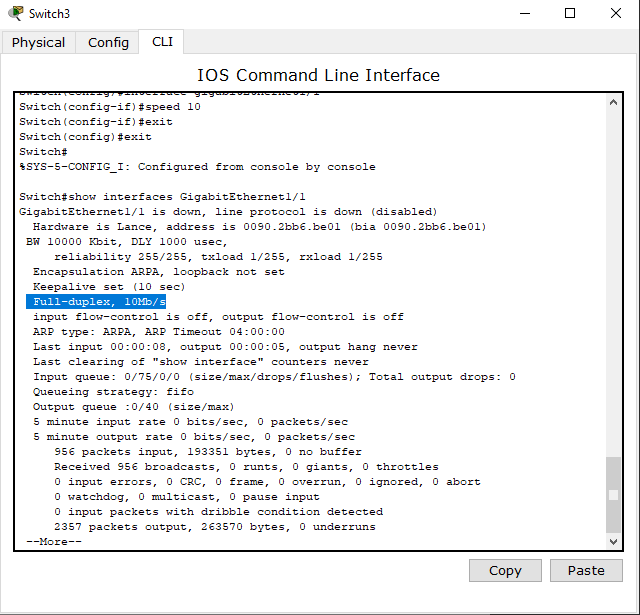 Switch3
Physical Config CLI
IOS Command Line Interface
Switch(config)#interface GigabitEthernet1/1
Switch(config-if)#speed 10
Switch(config-if)#exit
Switch(config)#exit
Switch#
%SYS-5-CONFIG_I: Configured from console by console
Switch#show interfaces GigabitEthernet1/1
GigabitEthernet1/1 is down, line protocol is down (disabled)
Hardware is Lance, address is 0090.2bb6.be01 (bia 0090.2bb6.be01)
BW 10000 Kbit, DLY 1000 usec,
reliability 255/255, txload 1/255, rxload 1/255
Encapsulation ARPA, loopback not set
Keepalive set (10 sec)
Full-duplex, 10Mb/s
input flow-control is off, output flow-control is off
ARP type: ARPA, ARP Timeout 04:00:00
Last input 00:00:08, output 00:00:05, output hang never
Last clearing of "show interface" counters never
Input queue: 0/75/0/0 (size/max/drops/flushes); Total output drops: 0
Queueing strategy: fifo
Output queue :0/40 (size/max)
5 minute input rate 0 bits/sec, 0 packets/sec
5 minute output rate 0 bits/sec, 0 packets/sec
956 packets input, 193351 bytes, 0 no buffer
Received 956 broadcasts, 0 runts, 0 giants, 0 throttles
0 input errors, 0 CRC, 0 frame, 0 overrun, 0 ignored, 0 abort
0 watchdog, 0 multicast, 0 pause input
0 input packets with dribble condition detected
2357 packets output, 263570 bytes, 0 underruns
--More--
Copy Paste